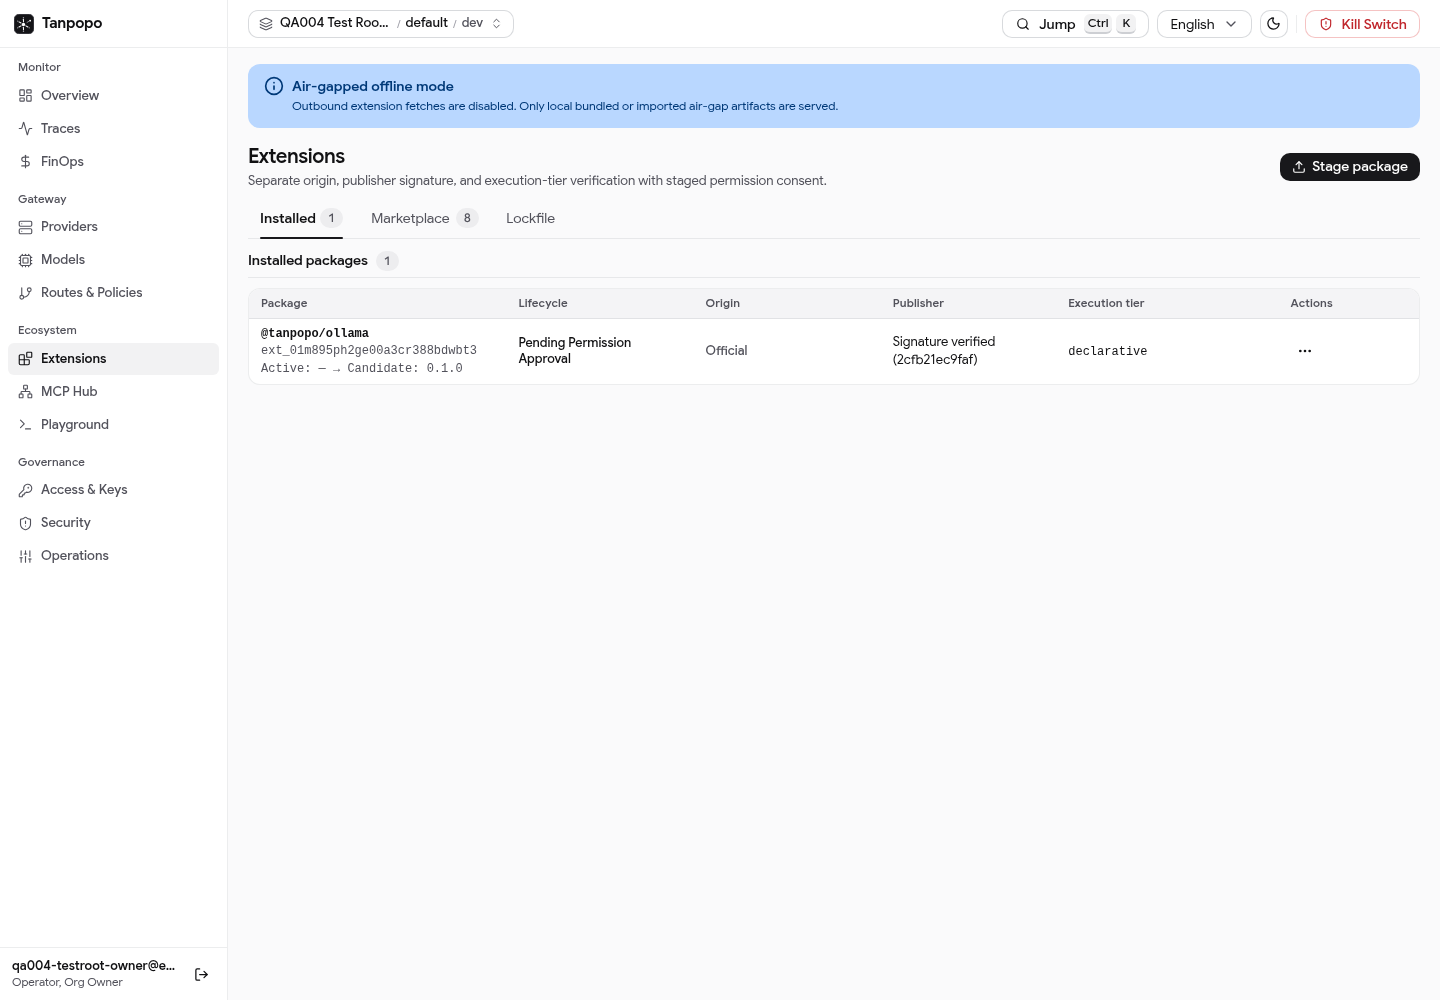 Tanpopo
QA004 Test Roo... / default / dev
Jump Ctrl K
English
Kill Switch
Monitor
Overview
Traces
FinOps
Gateway
Providers
Models
Routes & Policies
Ecosystem
Extensions
MCP Hub
Playground
Governance
Access & Keys
Security
Operations
qa004-testroot-owner@e...
Operator, Org Owner
Air-gapped offline mode
Outbound extension fetches are disabled. Only local bundled or imported air-gap artifacts are served.
Extensions
Separate origin, publisher signature, and execution-tier verification with staged permission consent.
Stage package
Installed 1 Marketplace 8 Lockfile
Installed packages 1
Package Lifecycle Origin Publisher Execution tier Actions
@tanpopo/ollama
ext_01m895ph2ge00a3cr388bdwbt3
Active: — → Candidate: 0.1.0
Pending Permission
Approval
Official
Signature verified
(2cfb21ec9faf)
declarative